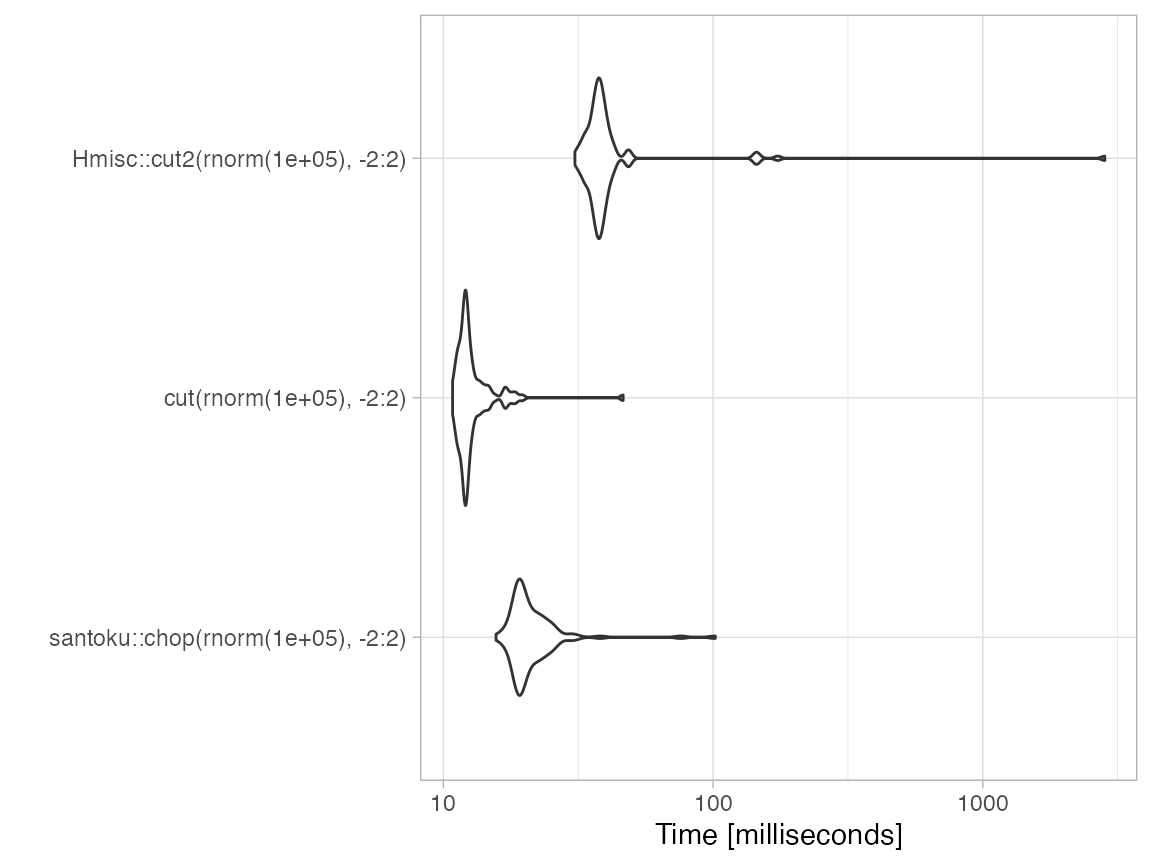 Hmisc::cut2(rnorm(1e+05), -2:2)
cut(rnorm(1e+05), -2:2)
santoku::chop(rnorm(1e+05), -2:2)
10 100 1000
Time [milliseconds]